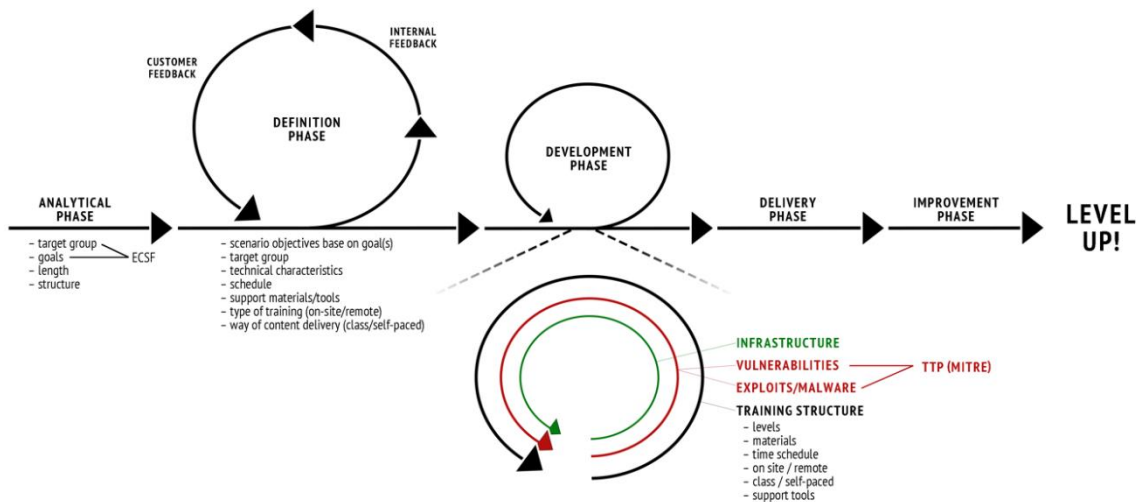 INTERNAL
FEEDBACK
CUSTOMER
FEEDBACK
DEFINITION
PHASE
DEVELOPMENT
PHASE
ANALYTICAL
PHASE
DELIVERY
PHASE
IMPROVEMENT
PHASE
LEVEL
UP!
– target group
– goals
– length
– structure
ECSF
– scenario objectives base on goal(s)
– target group
– technical characteristics
– schedule
– support materials/tools
– type of training (on-site/remote)
– way of content delivery (class/self-paced)
INFRASTRUCTURE
VULNERABILITIES
EXPLOITS/MALWARE
TTP (MITRE)
TRAINING STRUCTURE
– levels
– materials
– time schedule
– on site / remote
– class / self-paced
– support tools